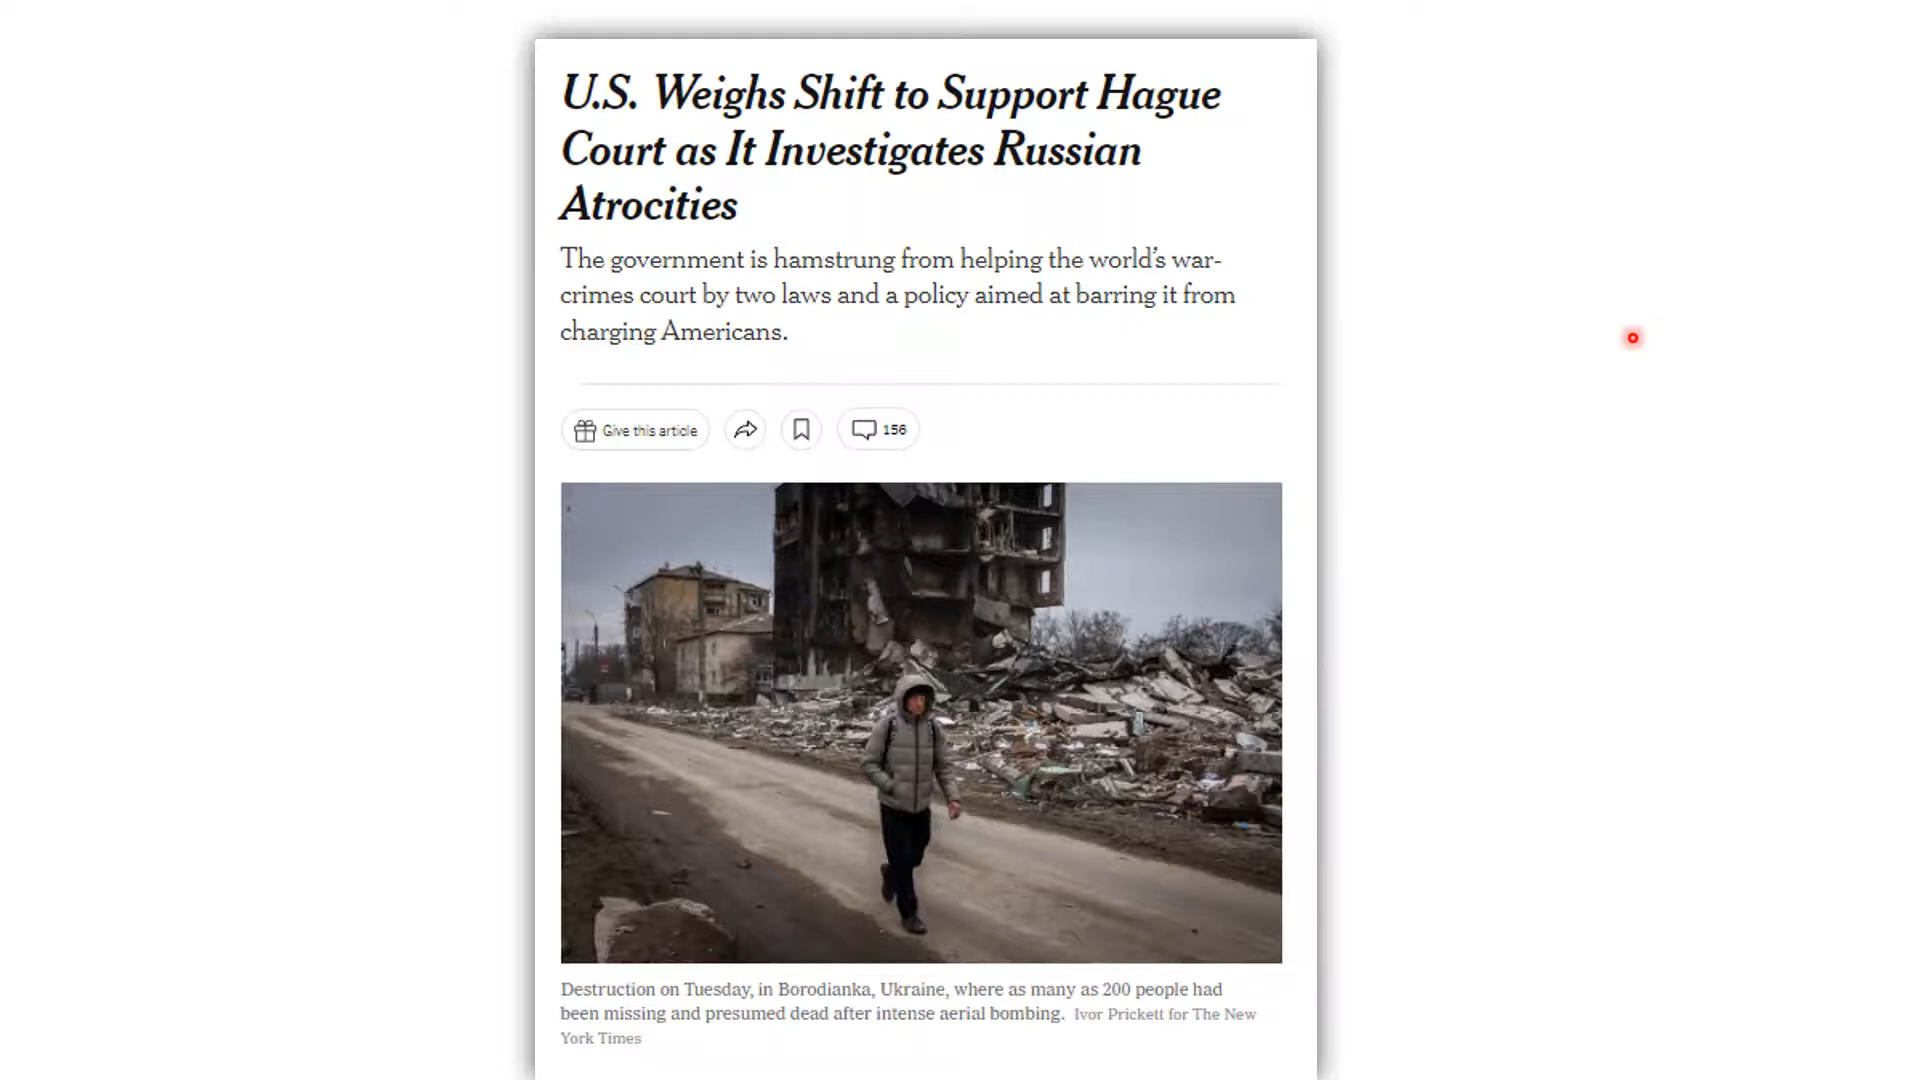 U.S. Weighs Shift to Support Hague
Court as It Investigates Russian
Atrocities
The government is hamstrung from helping the world’s war-
crimes court by two laws and a policy aimed at barring it from
charging Americans.
Give this article
156
Destruction on Tuesday, in Borodianka, Ukraine, where as many as 200 people had
been missing and presumed dead after intense aerial bombing. Ivor Prickett for The New
York Times